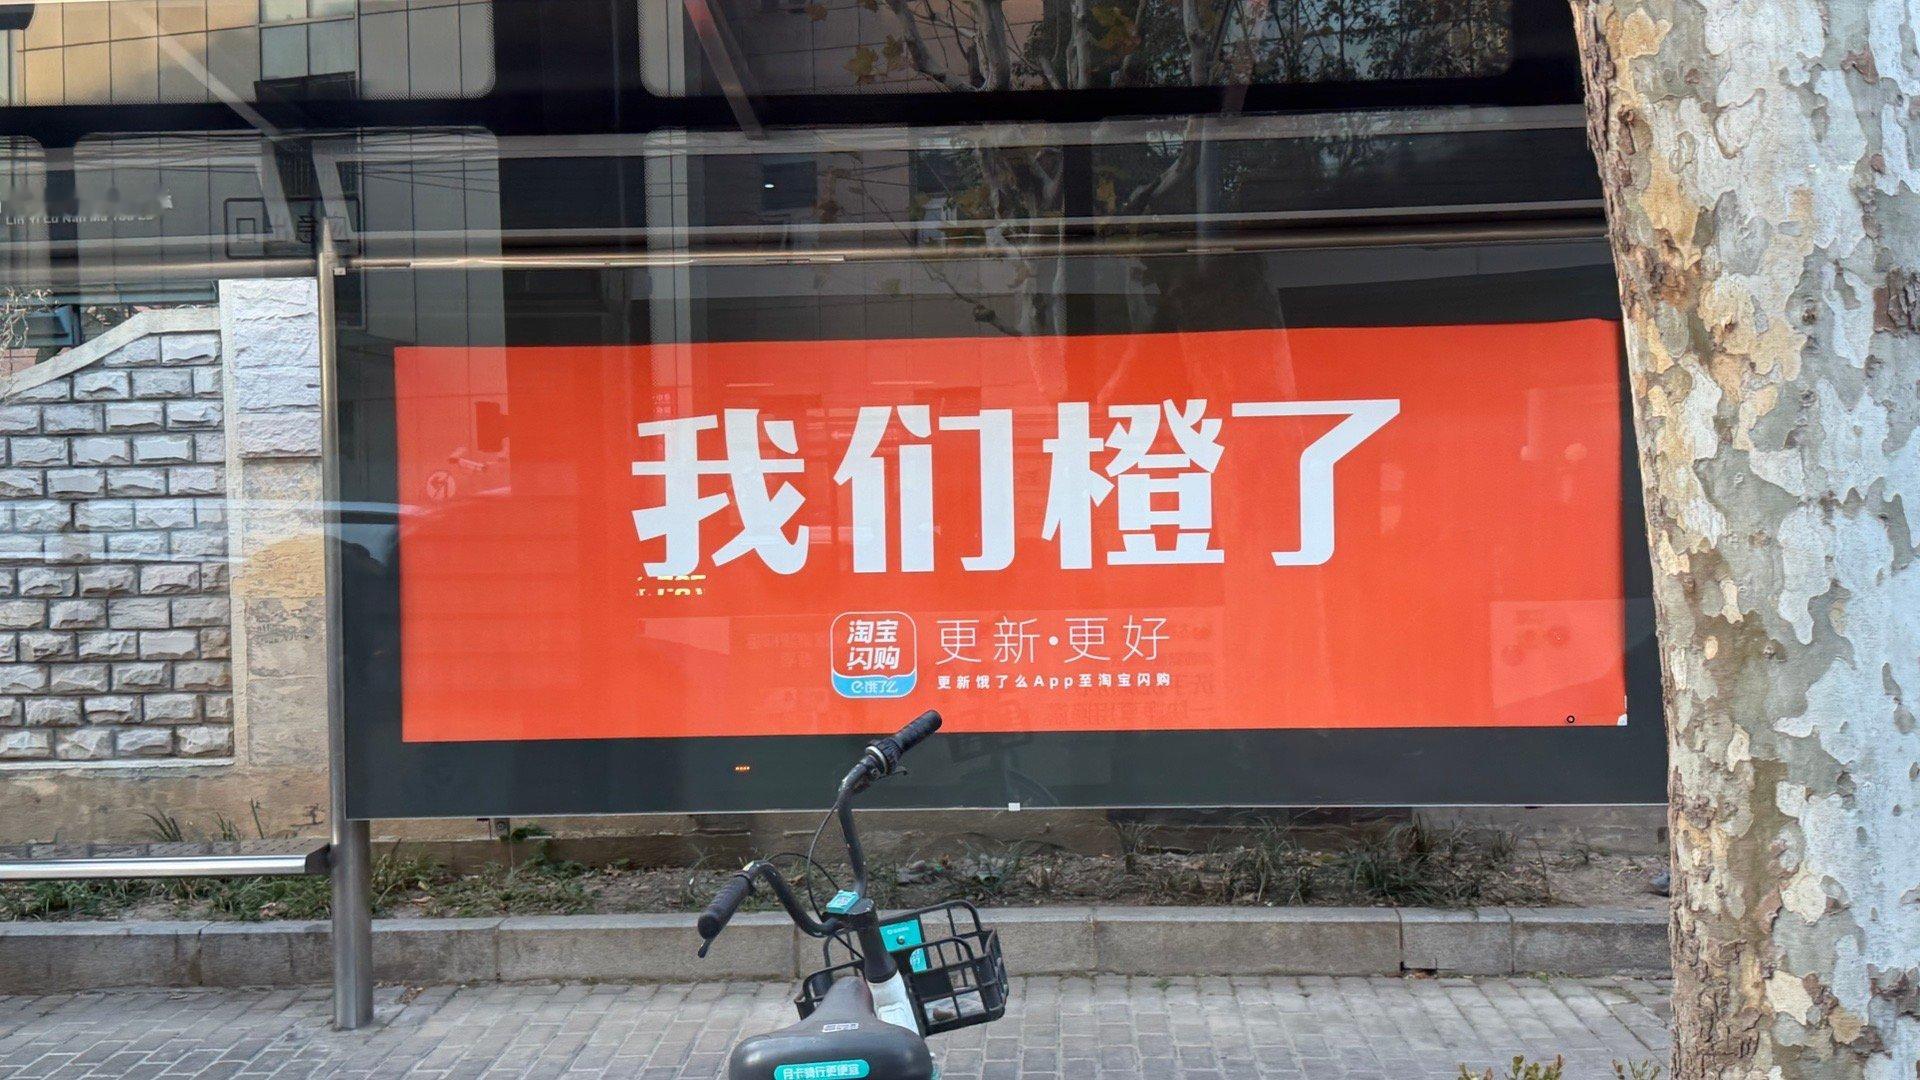 我们橙了
淘宝
闪购
饿了么
更新·更好
更新饿了么App至淘宝闪购
月卡骑行更便宜